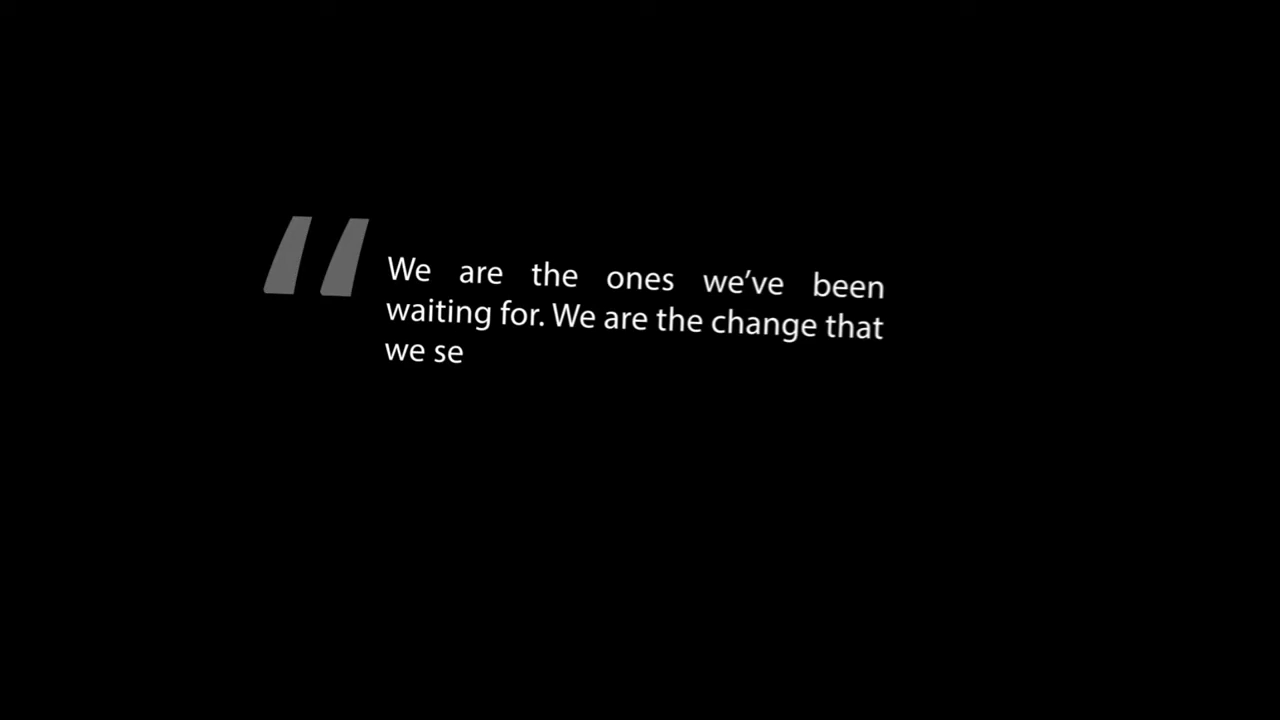 “
We are the ones we’ve been
waiting for. We are the change that
we se